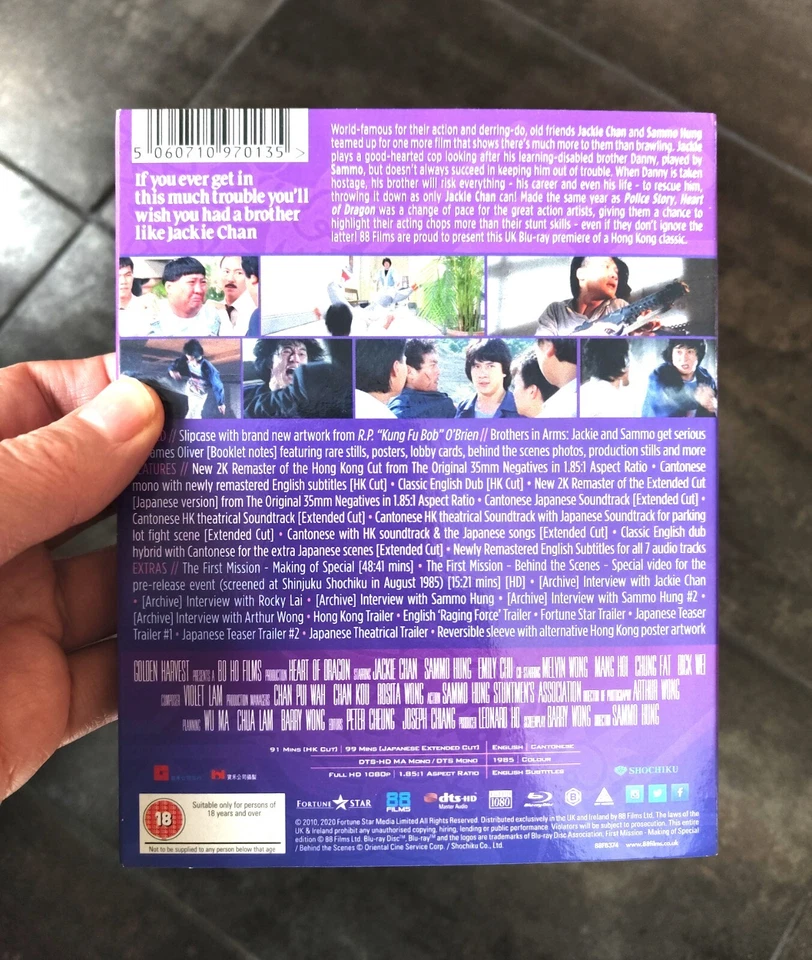 5 060710 970135 >
If you ever get in
this much trouble you'll
wish you had a brother
like Jackie Chan
World-famous for their action and derring-do, old friends Jackie Chan and Sammo Hung
teamed up for one more film that shows there's much more to them than brawling. Jackie
plays a good-hearted cop looking after his learning-disabled brother Danny, played by
Sammo, but doesn't always succeed in keeping him out of trouble. When Danny is taken
hostage, his brother will risk everything - his career and even his life - to rescue him,
throwing it down as only Jackie Chan can! Made the same year as Police Story, Heart
of Dragon was a change of pace for the great action artists, giving them a chance to
highlight their acting chops more than their stunt skills - even if they don't ignore the
latter! 88 Films are proud to present this UK Blu-ray premiere of a Hong Kong classic.
// Slipcase with brand new artwork from R.P. "Kung Fu Bob" O'Brien // Brothers in Arms: Jackie and Sammo get serious
Oliver [Booklet notes] featuring rare stills, posters, lobby cards, behind the scenes photos, production stills and more
// New 2K Remaster of the Hong Kong Cut from The Original 35mm Negatives in 1.85:1 Aspect Ratio • Cantonese
mono with newly remastered English subtitles [HK Cut] • Classic English Dub [HK Cut] • New 2K Remaster of the Extended Cut
[Japanese version] from The Original 35mm Negatives in 1.85:1 Aspect Ratio • Cantonese Japanese Soundtrack [Extended Cut] •
Cantonese HK theatrical Soundtrack [Extended Cut] • Cantonese HK theatrical Soundtrack with Japanese Soundtrack for parking
lot fight scene [Extended Cut] • Cantonese with HK soundtrack & the Japanese songs [Extended Cut] • Classic English dub
hybrid with Cantonese for the extra Japanese scenes [Extended Cut] • Newly Remastered English Subtitles for all 7 audio tracks
EXTRAS // The First Mission - Making of Special [48:41 mins] • The First Mission - Behind the Scenes - Special video for the
pre-release event (screened at Shinjuku Shochiku in August 1985) [15:21 mins] [HD] • [Archive] Interview with Jackie Chan
• [Archive] Interview with Rocky Lai • [Archive] Interview with Sammo Hung • [Archive] Interview with Sammo Hung #2 •
[Archive] Interview with Arthur Wong • Hong Kong Trailer • English 'Raging Force' Trailer • Fortune Star Trailer • Japanese Teaser
Trailer #1 • Japanese Teaser Trailer #2 • Japanese Theatrical Trailer • Reversible sleeve with alternative Hong Kong poster artwork
GOLDEN HARVEST PRESENTS A BO HO FILMS PRODUCTION HEART OF DRAGON STARRING JACKIE CHAN SAMMO HUNG EMILY CHU CO-STARRING MELVIN WONG MANG HOI CHUNG FAT DICK WEI
COMPOSER VIOLET LAM PRODUCTION MANAGERS CHAN PUI WAH CHAN KOU ROSITA WONG ACTION SAMMO HUNG STUNTMEN'S ASSOCIATION DIRECTOR OF PHOTOGRAPHY ARTHUR WONG
PLANNING WU MA CHUA LAM BARRY WONG EDITORS PETER CHEUNG JOSEPH CHIANG PRODUCER LEONARD HO SCREENPLAY BARRY WONG DIRECTOR SAMMO HUNG
91 Mins (HK Cut) | 99 Mins (Japanese Extended Cut) | English | Cantonese
DTS-HD MA Mono / DTS Mono | 1985 | Colour
Full HD 1080p | 1.85:1 Aspect Ratio | English Subtitles
SHOCHIKU
18
Suitable only for persons of
18 years and over
Not to be supplied to any person below that age
FORTUNE STAR
88 FILMS
dts-HD
Master Audio
1080
Blu-ray Disc
B
© 2010, 2020 Fortune Star Media Limited All Rights Reserved. Distributed exclusively in the UK and Ireland by 88 Films Ltd. The laws of the
UK & Ireland prohibit any unauthorised copying, hiring, lending or public performance. Violators will be subject to prosecution. This entire
edition © 88 Films Ltd. Blu-ray Disc™ Blu-ray™ and the logos are trademarks of Blu-ray Disc Association. First Mission - Making of Special
/ Behind the Scenes © Oriental Cine Service Corp. / Shochiku Co., Ltd.
88FB374 www.88films.co.uk